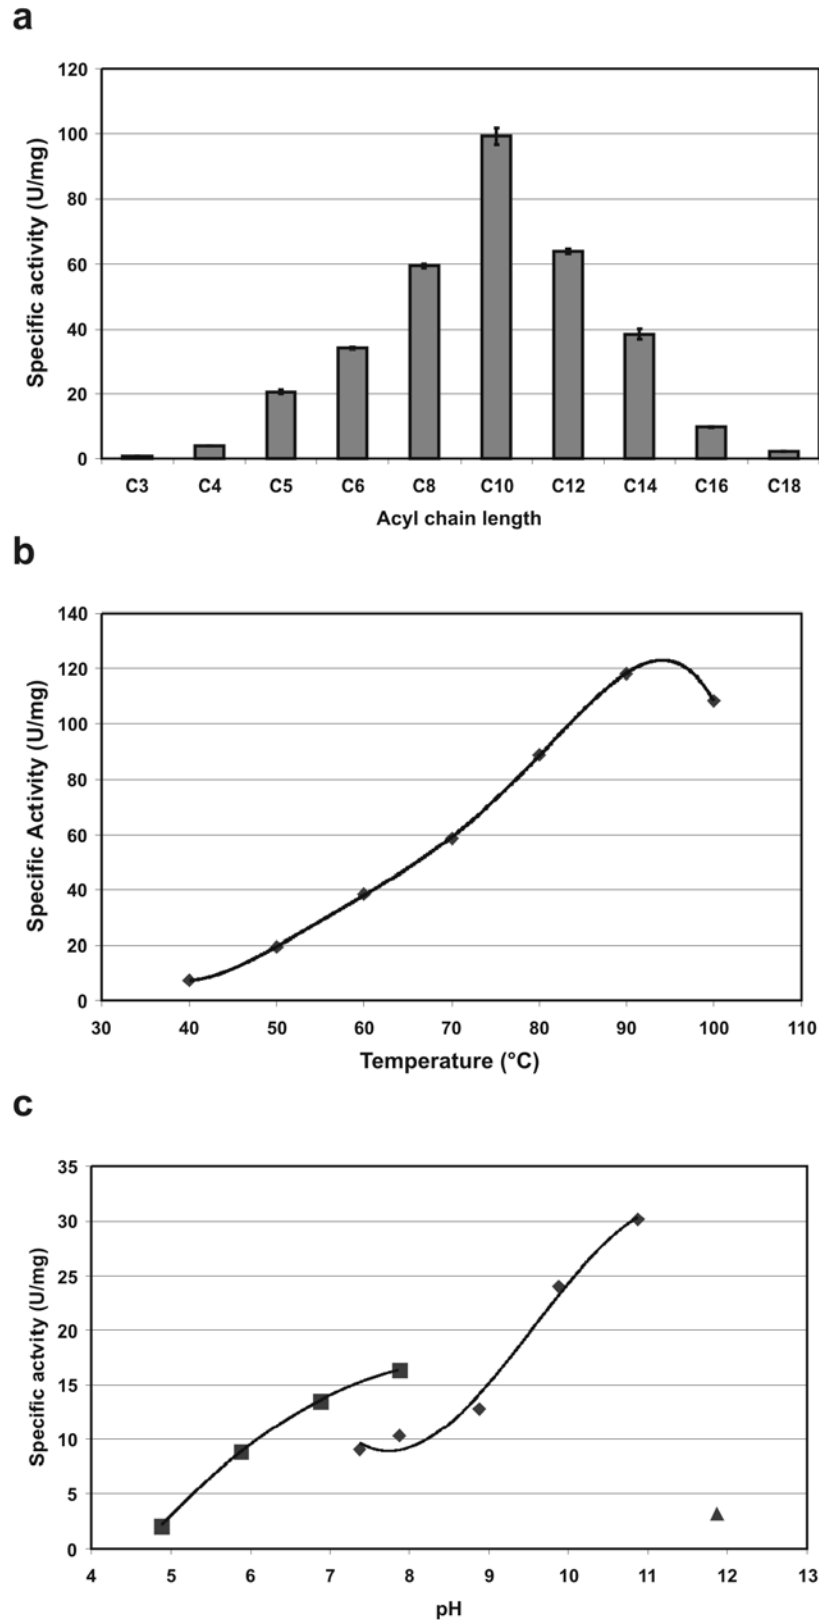 a
120
100
80
60
40
20
0
Specific activity (U/mg)
C3 C4 C5 C6 C8 C10 C12 C14 C16 C18
Acyl chain length
b
140
120
100
80
60
40
20
0
Specific Activity (U/mg)
30 40 50 60 70 80 90 100 110
Temperature (°C)
c
35
30
25
20
15
10
5
0
Specific actvity (U/mg)
4 5 6 7 8 9 10 11 12 13
pH